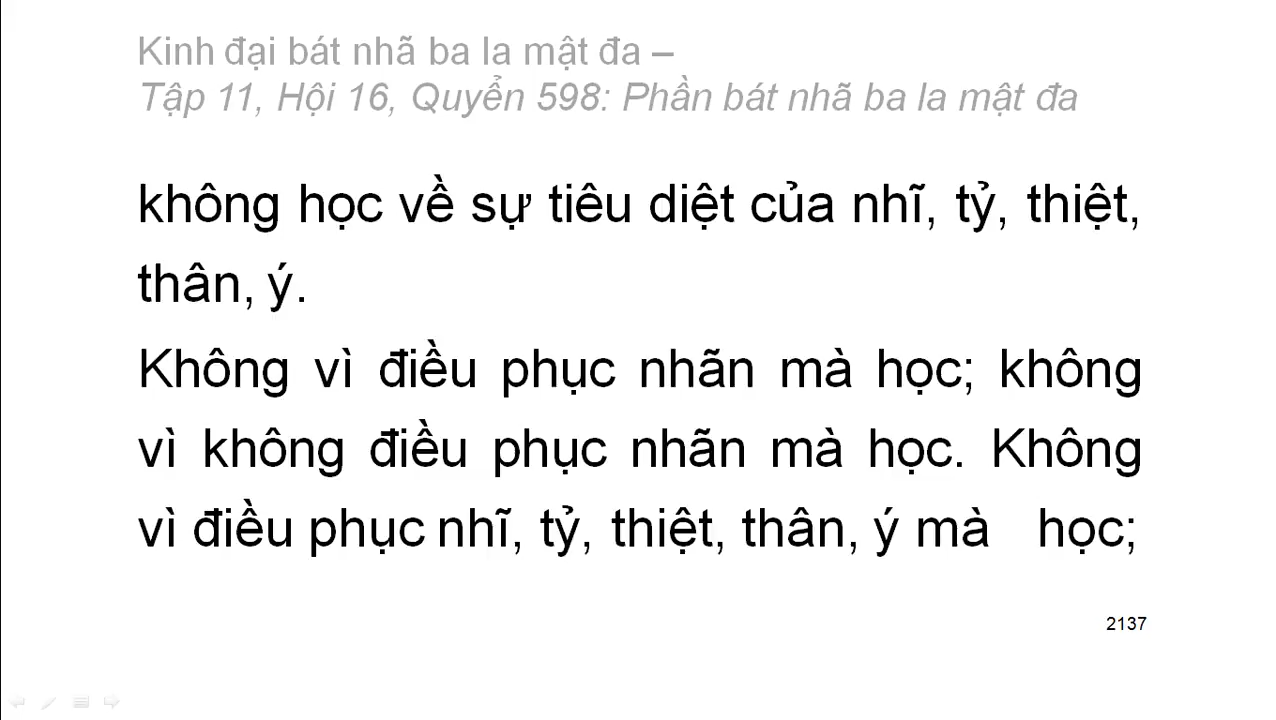 Kinh đại bát nhã ba la mật đa –
Tập 11, Hội 16, Quyển 598: Phần bát nhã ba la mật đa
không học về sự tiêu diệt của nhĩ, tỷ, thiệt,
thân, ý.
Không vì điều phục nhãn mà học; không
vì không điều phục nhãn mà học. Không
vì điều phục nhĩ, tỷ, thiệt, thân, ý mà học;
2137